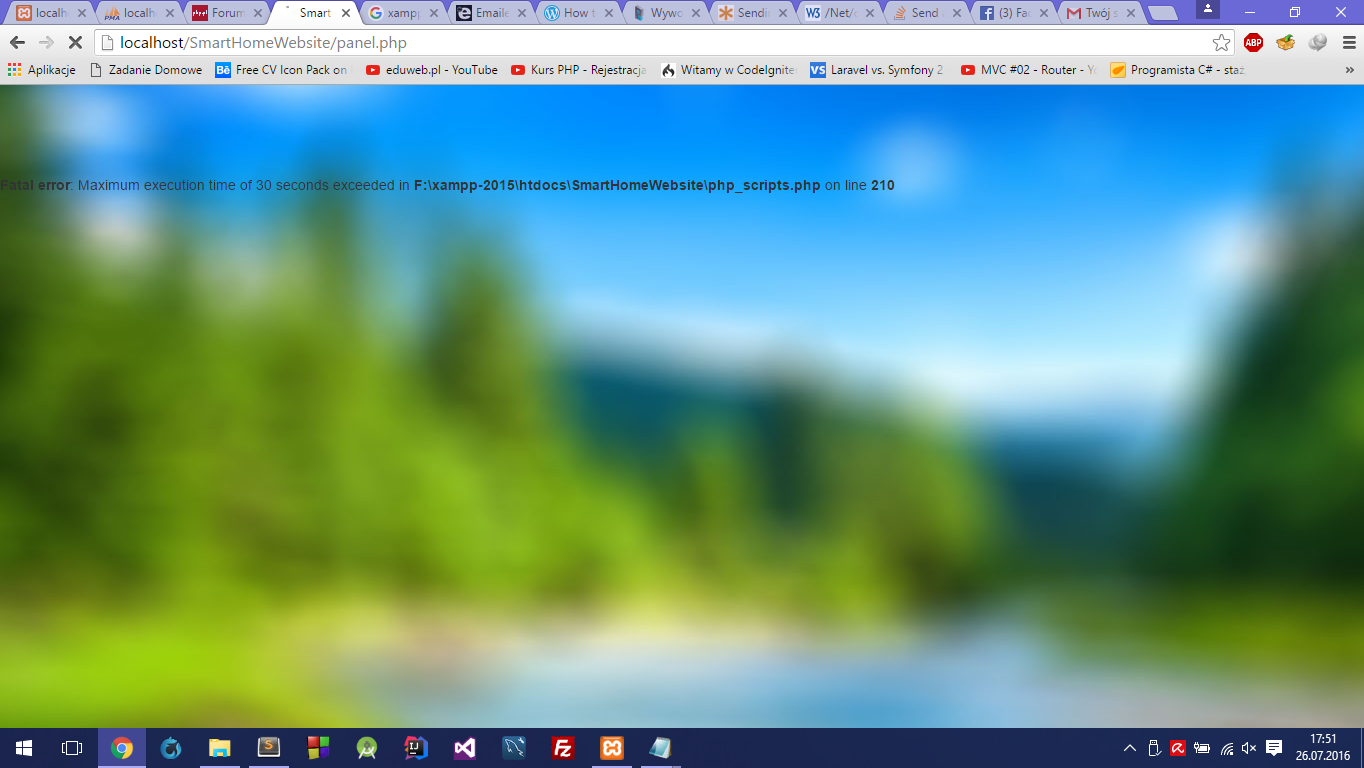 localh
localh
Forum
Smart
xampp
Emaile
How t
Wywo
Sendi
/Net/
Send a
(3) Fac
Twój s
localhost/SmartHomeWebsite/panel.php
ABP
Aplikacje
Zadanie Domowe
Free CV Icon Pack on
eduweb.pl - YouTube
Kurs PHP - Rejestracja
Witamy w CodeIgnite
Laravel vs. Symfony 2
MVC #02 - Router - Yo
Programista C# - staż
Fatal error: Maximum execution time of 30 seconds exceeded in F:\xampp-2015\htdocs\SmartHomeWebsite\php_scripts.php on line 210
17:51
26.07.2016